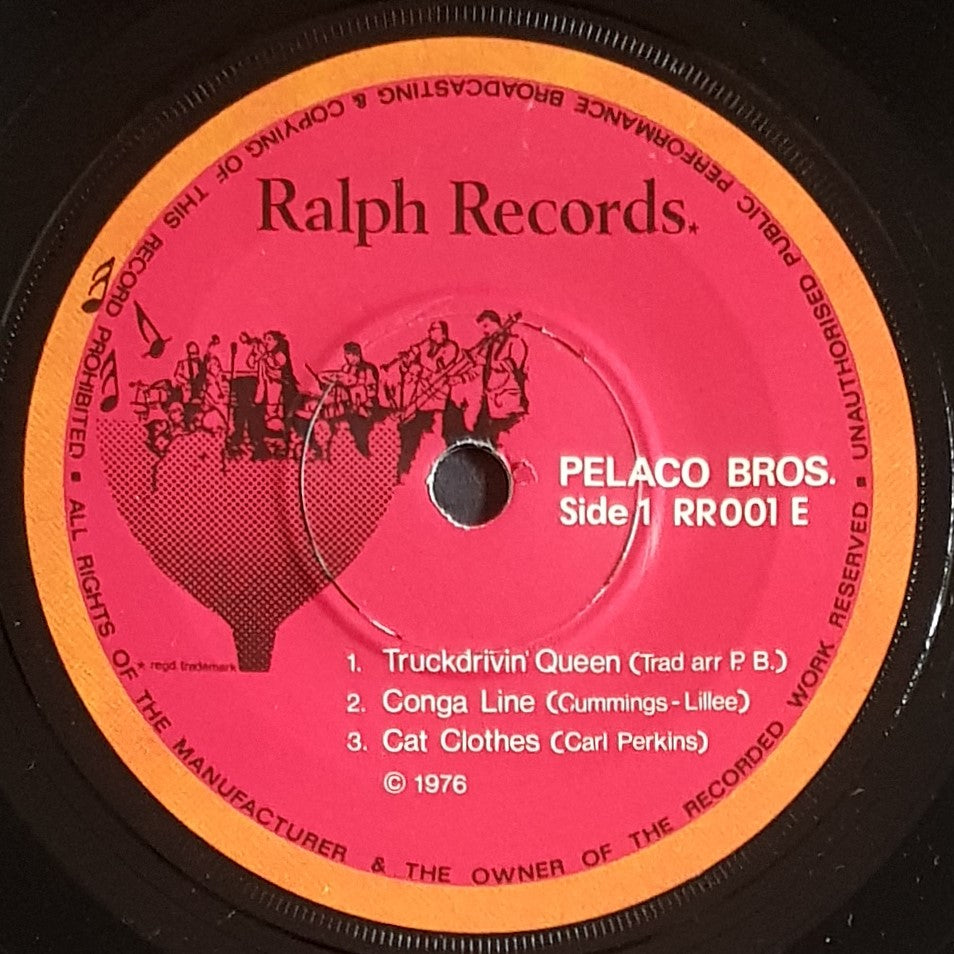 Ralph Records.*
PELACO BROS.
Side 1 RR001 E
1. Truckdrivin' Queen (Trad arr P. B.)
2. Conga Line (Cummings-Lillee)
3. Cat Clothes (Carl Perkins)
© 1976
* regd. trademark
ALL RIGHTS OF THE MANUFACTURER & THE OWNER OF THE RECORDED WORK RESERVED ▪ UNAUTHORISED PUBLIC PERFORMANCE BROADCASTING & COPYING OF THIS RECORD PROHIBITED ▪